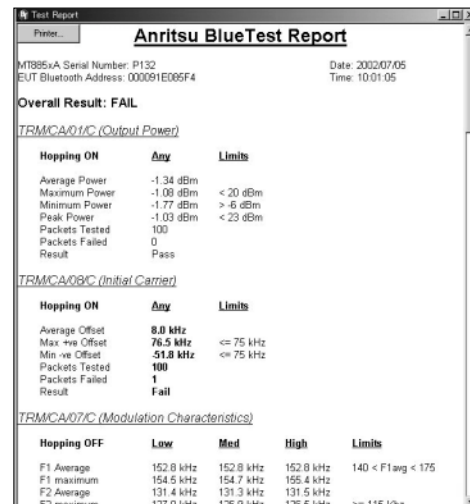 Test Report
Printer...
Anritsu BlueTest Report
MT885xA Serial Number: P132 Date: 2002/07/05
EUT Bluetooth Address: 000091E085F4 Time: 10:01:05
Overall Result: FAIL
TRM/CA/01/C (Output Power)
Hopping ON Any Limits
Average Power -1.34 dBm
Maximum Power -1.08 dBm < 20 dBm
Minimum Power -1.77 dBm > -6 dBm
Peak Power -1.03 dBm < 23 dBm
Packets Tested 100
Packets Failed 0
Result Pass
TRM/CA/08/C (Initial Carrier)
Hopping ON Any Limits
Average Offset 8.0 kHz
Max +ve Offset 76.5 kHz <= 75 kHz
Min -ve Offset -51.8 kHz <= 75 kHz
Packets Tested 100
Packets Failed 1
Result Fail
TRM/CA/07/C (Modulation Characteristics)
Hopping OFF Low Med High Limits
F1 Average 152.8 kHz 152.8 kHz 152.8 kHz 140 < F1avg < 175
F1 maximum 154.5 kHz 154.7 kHz 155.4 kHz
F2 Average 131.4 kHz 131.3 kHz 131.5 kHz
F2 maximum kHz kHz kHz >= 115 kHz